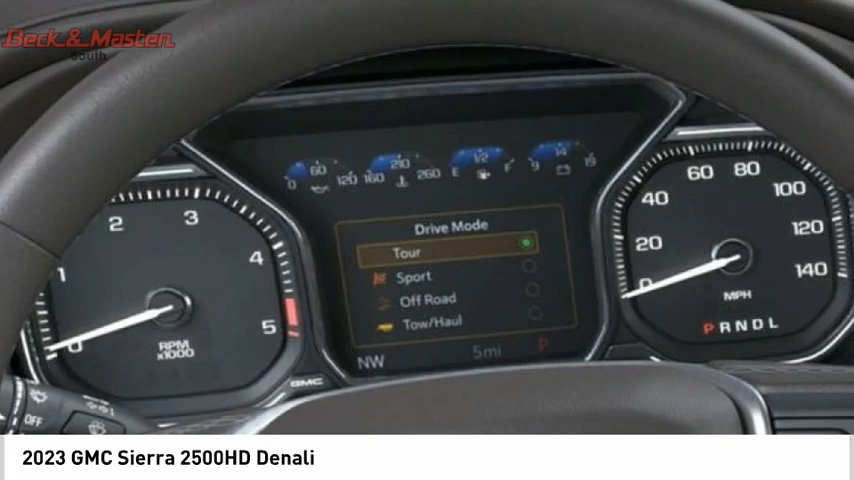 Beck & Masten
South
0 60 120
160 210 260
E 1/2 F
9 14 19
Drive Mode
Tour
Sport
Off Road
Tow/Haul
NW 5mi P
0 1 2 3 4 5
RPM
x1000
GMC
OFF
0 20 40 60 80 100 120 140
MPH
P R N D L
2023 GMC Sierra 2500HD Denali